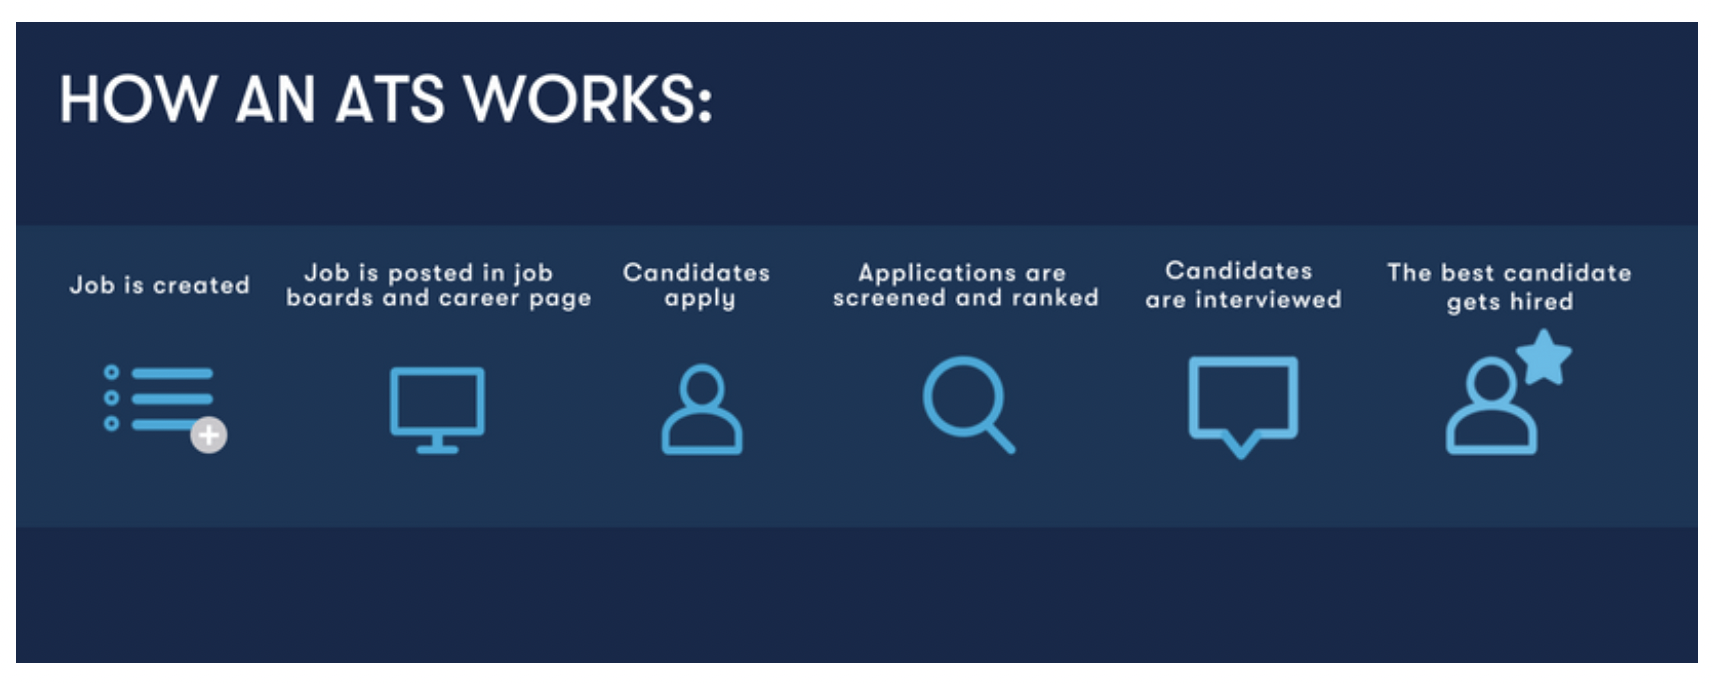 HOW AN ATS WORKS:
Job is created
Job is posted in job
boards and career page
Candidates
apply
Applications are
screened and ranked
Candidates
are interviewed
The best candidate
gets hired